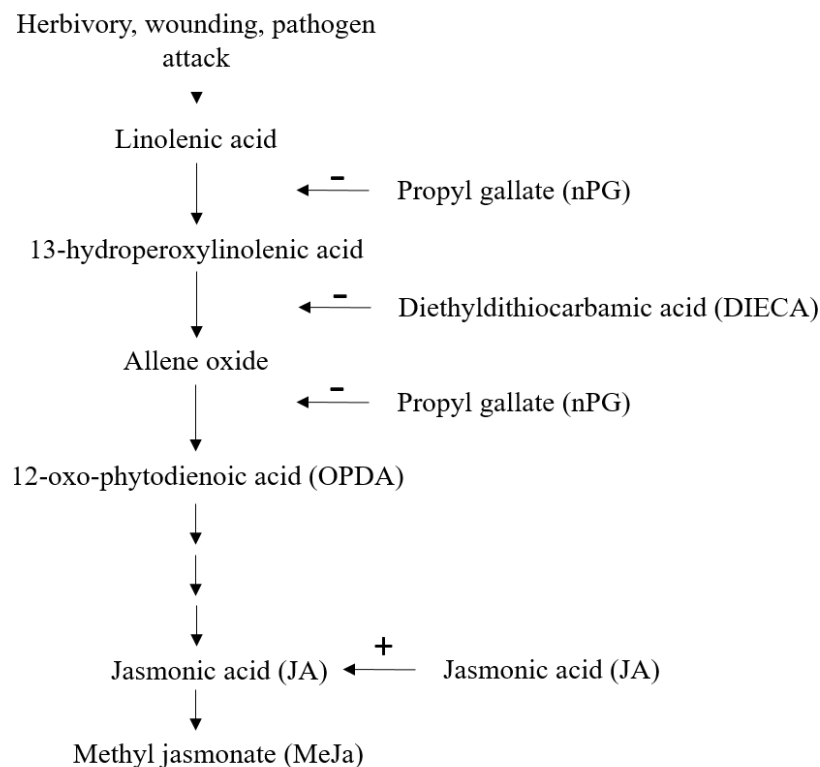 Herbivory, wounding, pathogen
attack
Linolenic acid
-
Propyl gallate (nPG)
13-hydroperoxylinolenic acid
-
Diethyldithiocarbamic acid (DIECA)
Allene oxide
-
Propyl gallate (nPG)
12-oxo-phytodienoic acid (OPDA)
+
Jasmonic acid (JA)
Jasmonic acid (JA)
Methyl jasmonate (MeJa)